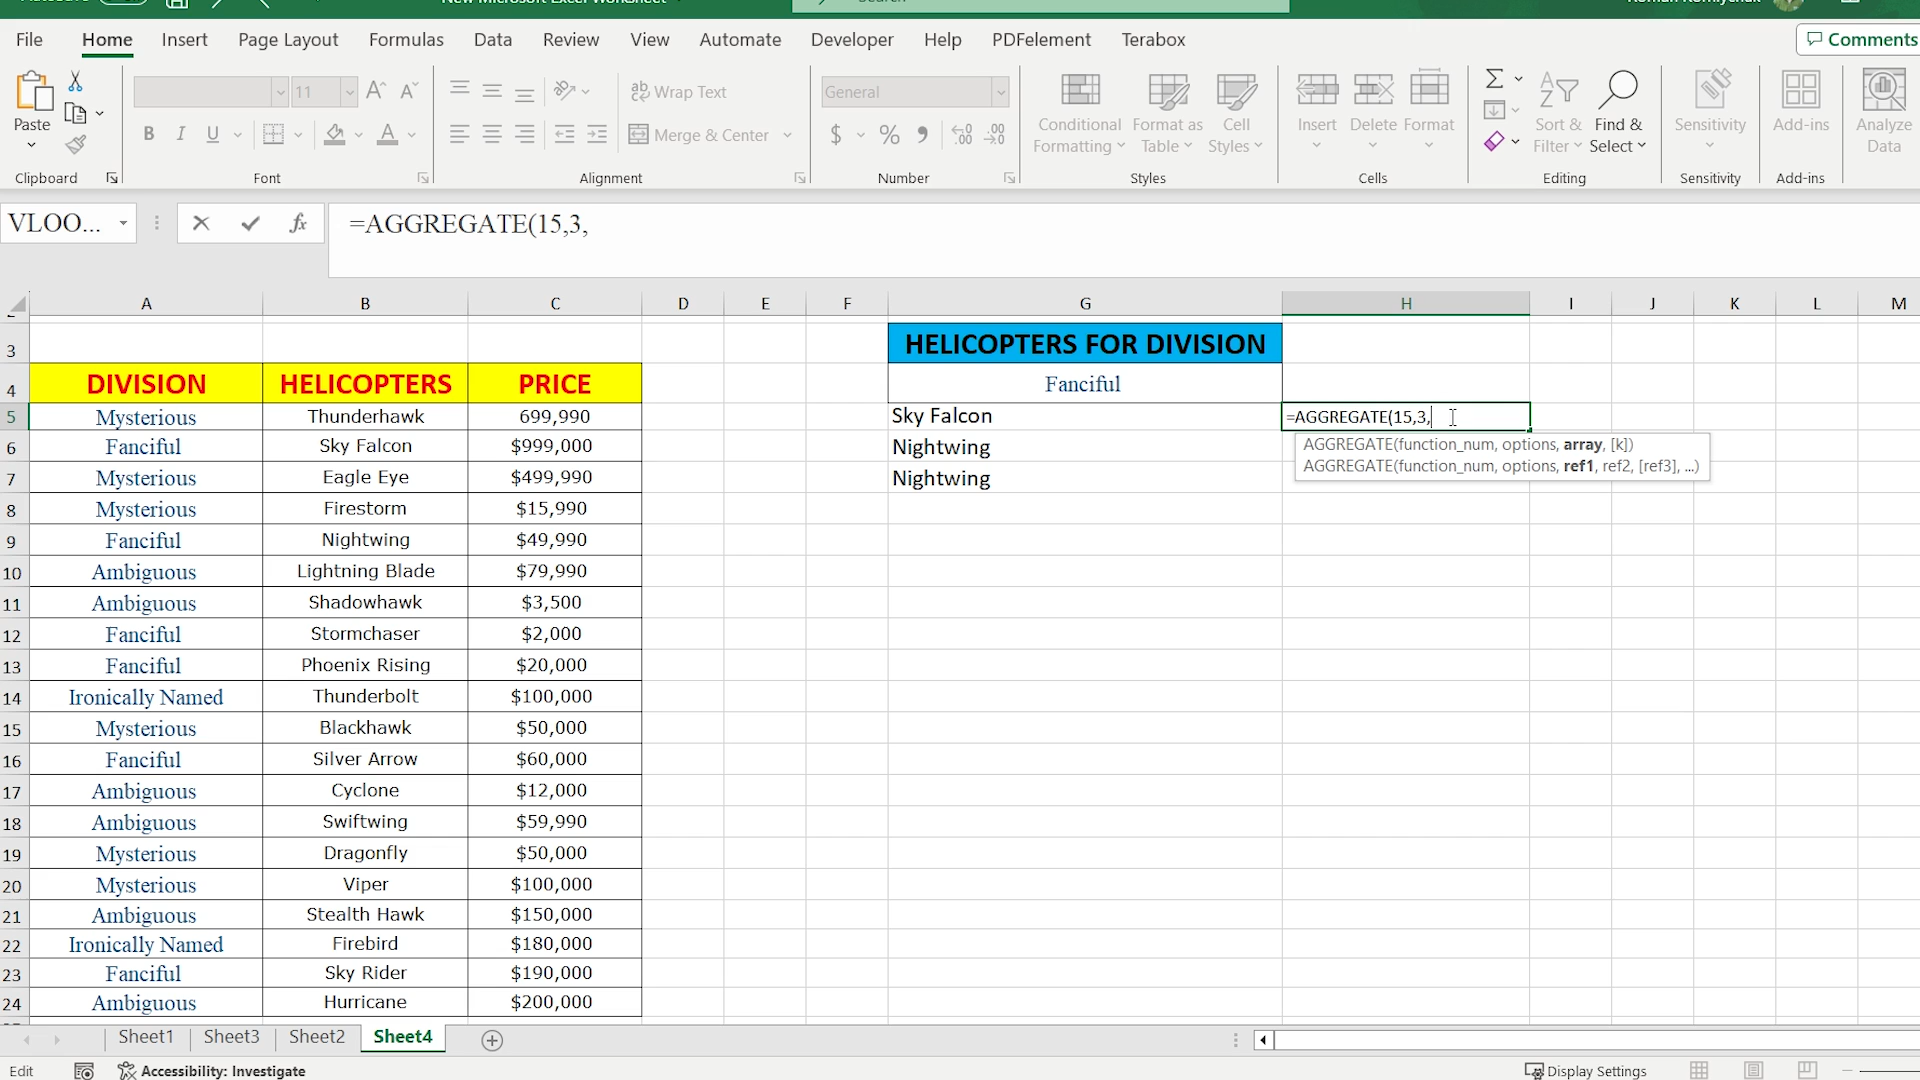 File Home Insert Page Layout Formulas Data Review View Automate Developer Help PDFelement Terabox Comments
Paste
11
Wrap Text
General
Merge & Center
Conditional Formatting
Format as Table
Cell Styles
Insert Delete Format
Sort & Filter
Find & Select
Sensitivity
Add-ins
Analyze Data
Clipboard Font Alignment Number Styles Cells Editing Sensitivity Add-ins
VLOO... fx =AGGREGATE(15,3,
A B C D E F G H I J K L M
3 HELICOPTERS FOR DIVISION
4 DIVISION HELICOPTERS PRICE Fanciful
5 Mysterious Thunderhawk 699,990 Sky Falcon =AGGREGATE(15,3,
AGGREGATE(function_num, options, array, [k])
AGGREGATE(function_num, options, ref1, ref2, [ref3], ...)
6 Fanciful Sky Falcon $999,000 Nightwing
7 Mysterious Eagle Eye $499,990 Nightwing
8 Mysterious Firestorm $15,990
9 Fanciful Nightwing $49,990
10 Ambiguous Lightning Blade $79,990
11 Ambiguous Shadowhawk $3,500
12 Fanciful Stormchaser $2,000
13 Fanciful Phoenix Rising $20,000
14 Ironically Named Thunderbolt $100,000
15 Mysterious Blackhawk $50,000
16 Fanciful Silver Arrow $60,000
17 Ambiguous Cyclone $12,000
18 Ambiguous Swiftwing $59,990
19 Mysterious Dragonfly $50,000
20 Mysterious Viper $100,000
21 Ambiguous Stealth Hawk $150,000
22 Ironically Named Firebird $180,000
23 Fanciful Sky Rider $190,000
24 Ambiguous Hurricane $200,000
Sheet1 Sheet3 Sheet2 Sheet4
Edit Accessibility: Investigate Display Settings